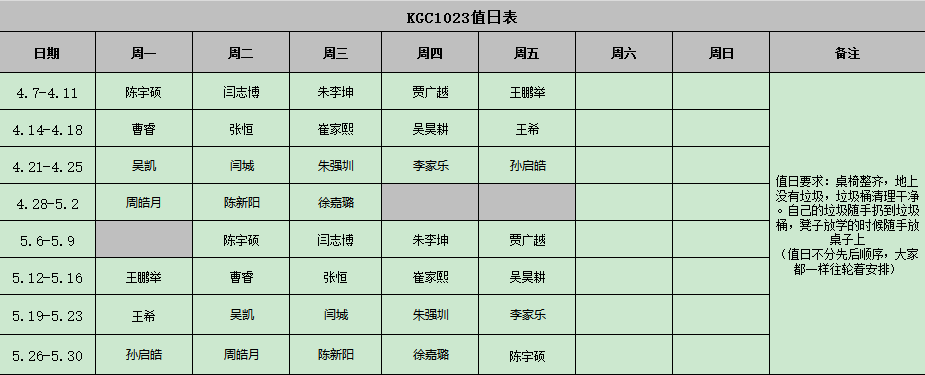 KGC1023值日表
日期 周一 周二 周三 周四 周五 周六 周日 备注
4.7-4.11 陈宇硕 闫志博 朱李坤 贾广越 王鹏举
4.14-4.18 曹睿 张恒 崔家熙 吴昊耕 王希
4.21-4.25 吴凯 闫城 朱强圳 李家乐 孙启皓
4.28-5.2 周皓月 陈新阳 徐嘉璐
5.6-5.9 陈宇硕 闫志博 朱李坤 贾广越
5.12-5.16 王鹏举 曹睿 张恒 崔家熙 吴昊耕
5.19-5.23 王希 吴凯 闫城 朱强圳 李家乐
5.26-5.30 孙启皓 周皓月 陈新阳 徐嘉璐 陈宇硕
值日要求：桌椅整齐，地上
没有垃圾，垃圾桶清理干净
。自己的垃圾随手扔到垃圾
桶，凳子放学的时候随手放
桌子上
（值日不分先后顺序，大家
都一样往轮着安排）